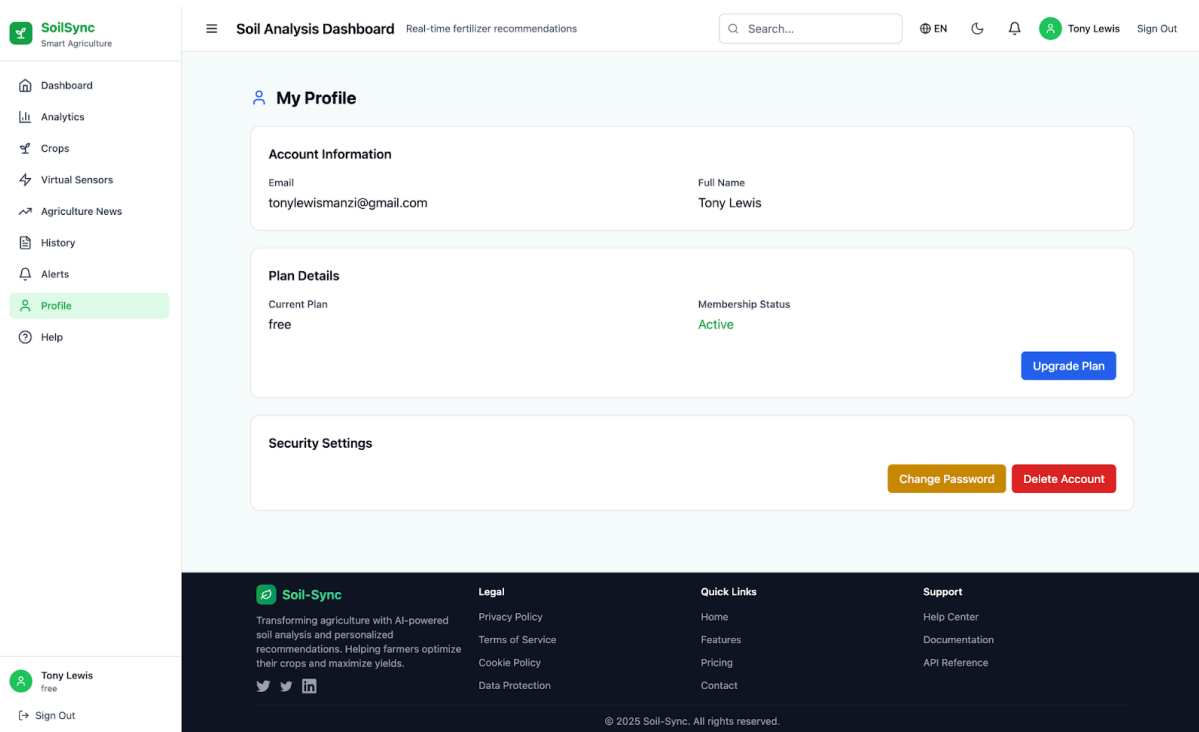 SoilSync
Smart Agriculture
Dashboard
Analytics
Crops
Virtual Sensors
Agriculture News
History
Alerts
Profile
Help
Tony Lewis
free
Sign Out
Soil Analysis Dashboard Real-time fertilizer recommendations
Search...
EN
Tony Lewis
Sign Out
My Profile
Account Information
Email
tonylewismanzi@gmail.com
Full Name
Tony Lewis
Plan Details
Current Plan
free
Membership Status
Active
Upgrade Plan
Security Settings
Change Password
Delete Account
Soil-Sync
Transforming agriculture with AI-powered
soil analysis and personalized
recommendations. Helping farmers optimize
their crops and maximize yields.
Legal
Privacy Policy
Terms of Service
Cookie Policy
Data Protection
Quick Links
Home
Features
Pricing
Contact
Support
Help Center
Documentation
API Reference
© 2025 Soil-Sync. All rights reserved.